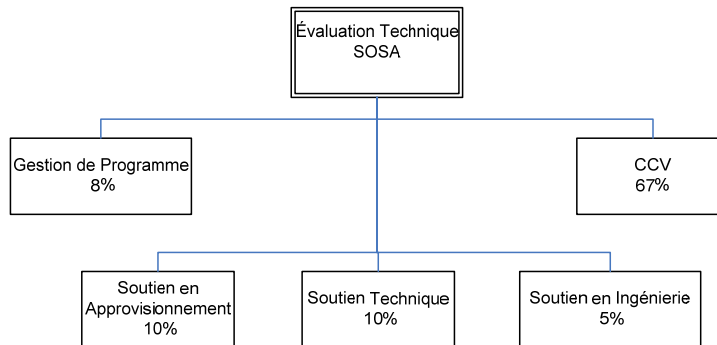 Évaluation Technique
SOSA
Gestion de Programme
8%
CCV
67%
Soutien en
Approvisionnement
10%
Soutien Technique
10%
Soutien en Ingénierie
5%